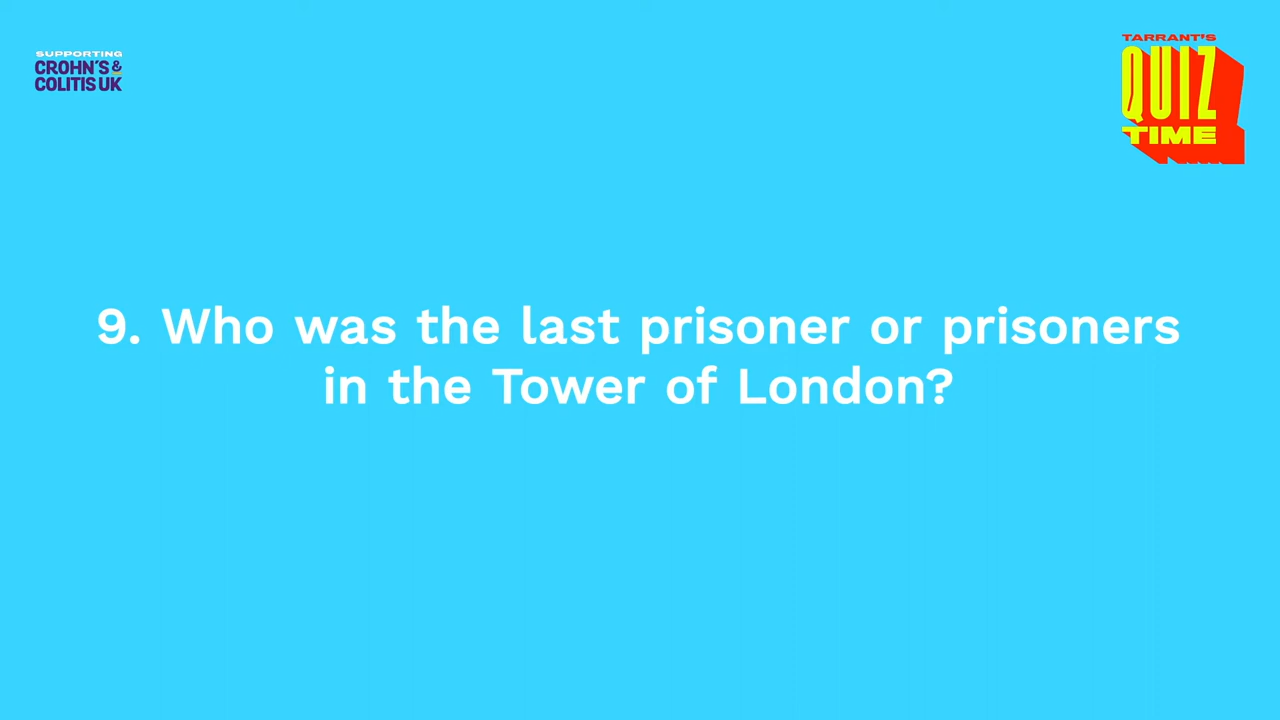 SUPPORTING
CROHN'S &
COLITIS UK
TARRANT'S
QUIZ
TIME
9. Who was the last prisoner or prisoners
in the Tower of London?